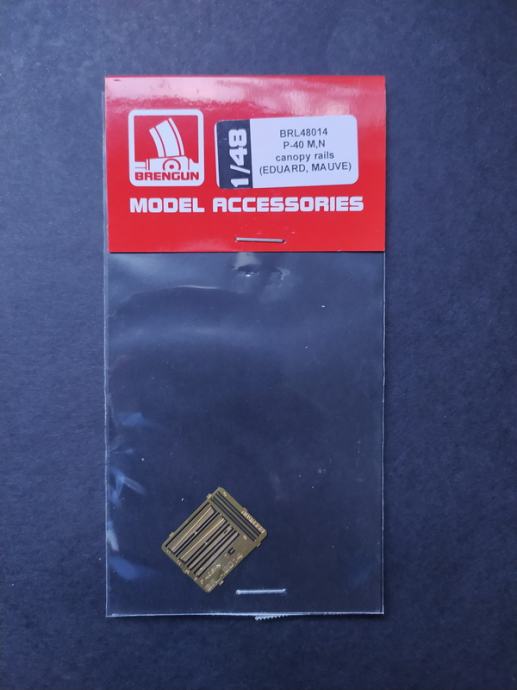 BRENGUN
1/48
BRL48014
P-40 M,N
canopy rails
(EDUARD, MAUVE)
MODEL ACCESSORIES